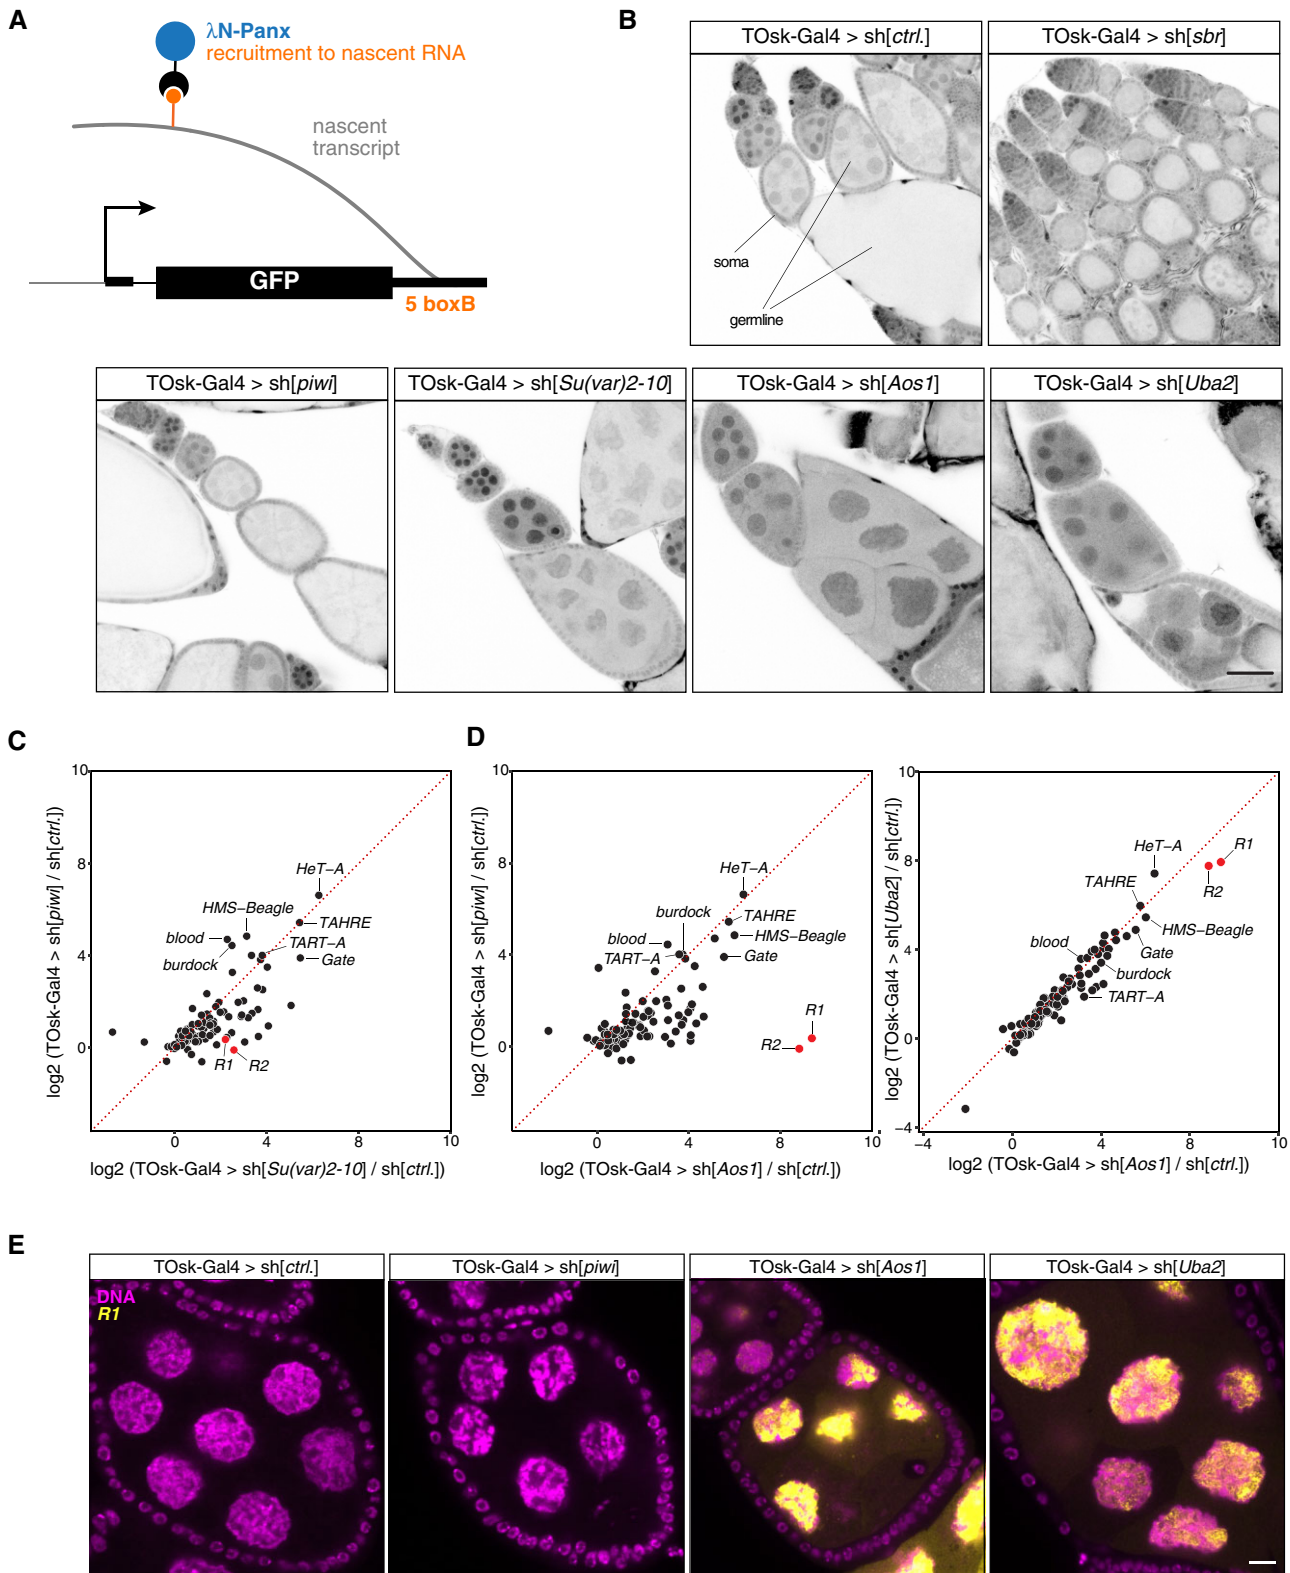 A
λN-Panx
recruitment to nascent RNA
nascent
transcript
GFP
5 boxB
B
TOsk-Gal4 > sh[ctrl.]
TOsk-Gal4 > sh[sbr]
soma
germline
TOsk-Gal4 > sh[piwi]
TOsk-Gal4 > sh[Su(var)2-10]
TOsk-Gal4 > sh[Aos1]
TOsk-Gal4 > sh[Uba2]
C
log2 (TOsk-Gal4 > sh[piwi] / sh[ctrl.])
10
8
4
0
HeT-A
HMS-Beagle
blood
burdock
TAHRE
TART-A
Gate
R1
R2
0
4
8
10
log2 (TOsk-Gal4 > sh[Su(var)2-10] / sh[ctrl.])
D
log2 (TOsk-Gal4 > sh[piwi] / sh[ctrl.])
10
8
4
0
HeT-A
burdock
TAHRE
blood
HMS-Beagle
TART-A
Gate
R1
R2
0
4
8
10
log2 (TOsk-Gal4 > sh[Aos1] / sh[ctrl.])
log2 (TOsk-Gal4 > sh[Uba2] / sh[ctrl.])
10
8
4
0
−4
HeT-A
R1
R2
TAHRE
HMS-Beagle
blood
Gate
burdock
TART-A
−4
0
4
8
10
log2 (TOsk-Gal4 > sh[Aos1] / sh[ctrl.])
E
TOsk-Gal4 > sh[ctrl.]
TOsk-Gal4 > sh[piwi]
TOsk-Gal4 > sh[Aos1]
TOsk-Gal4 > sh[Uba2]
DNA
R1